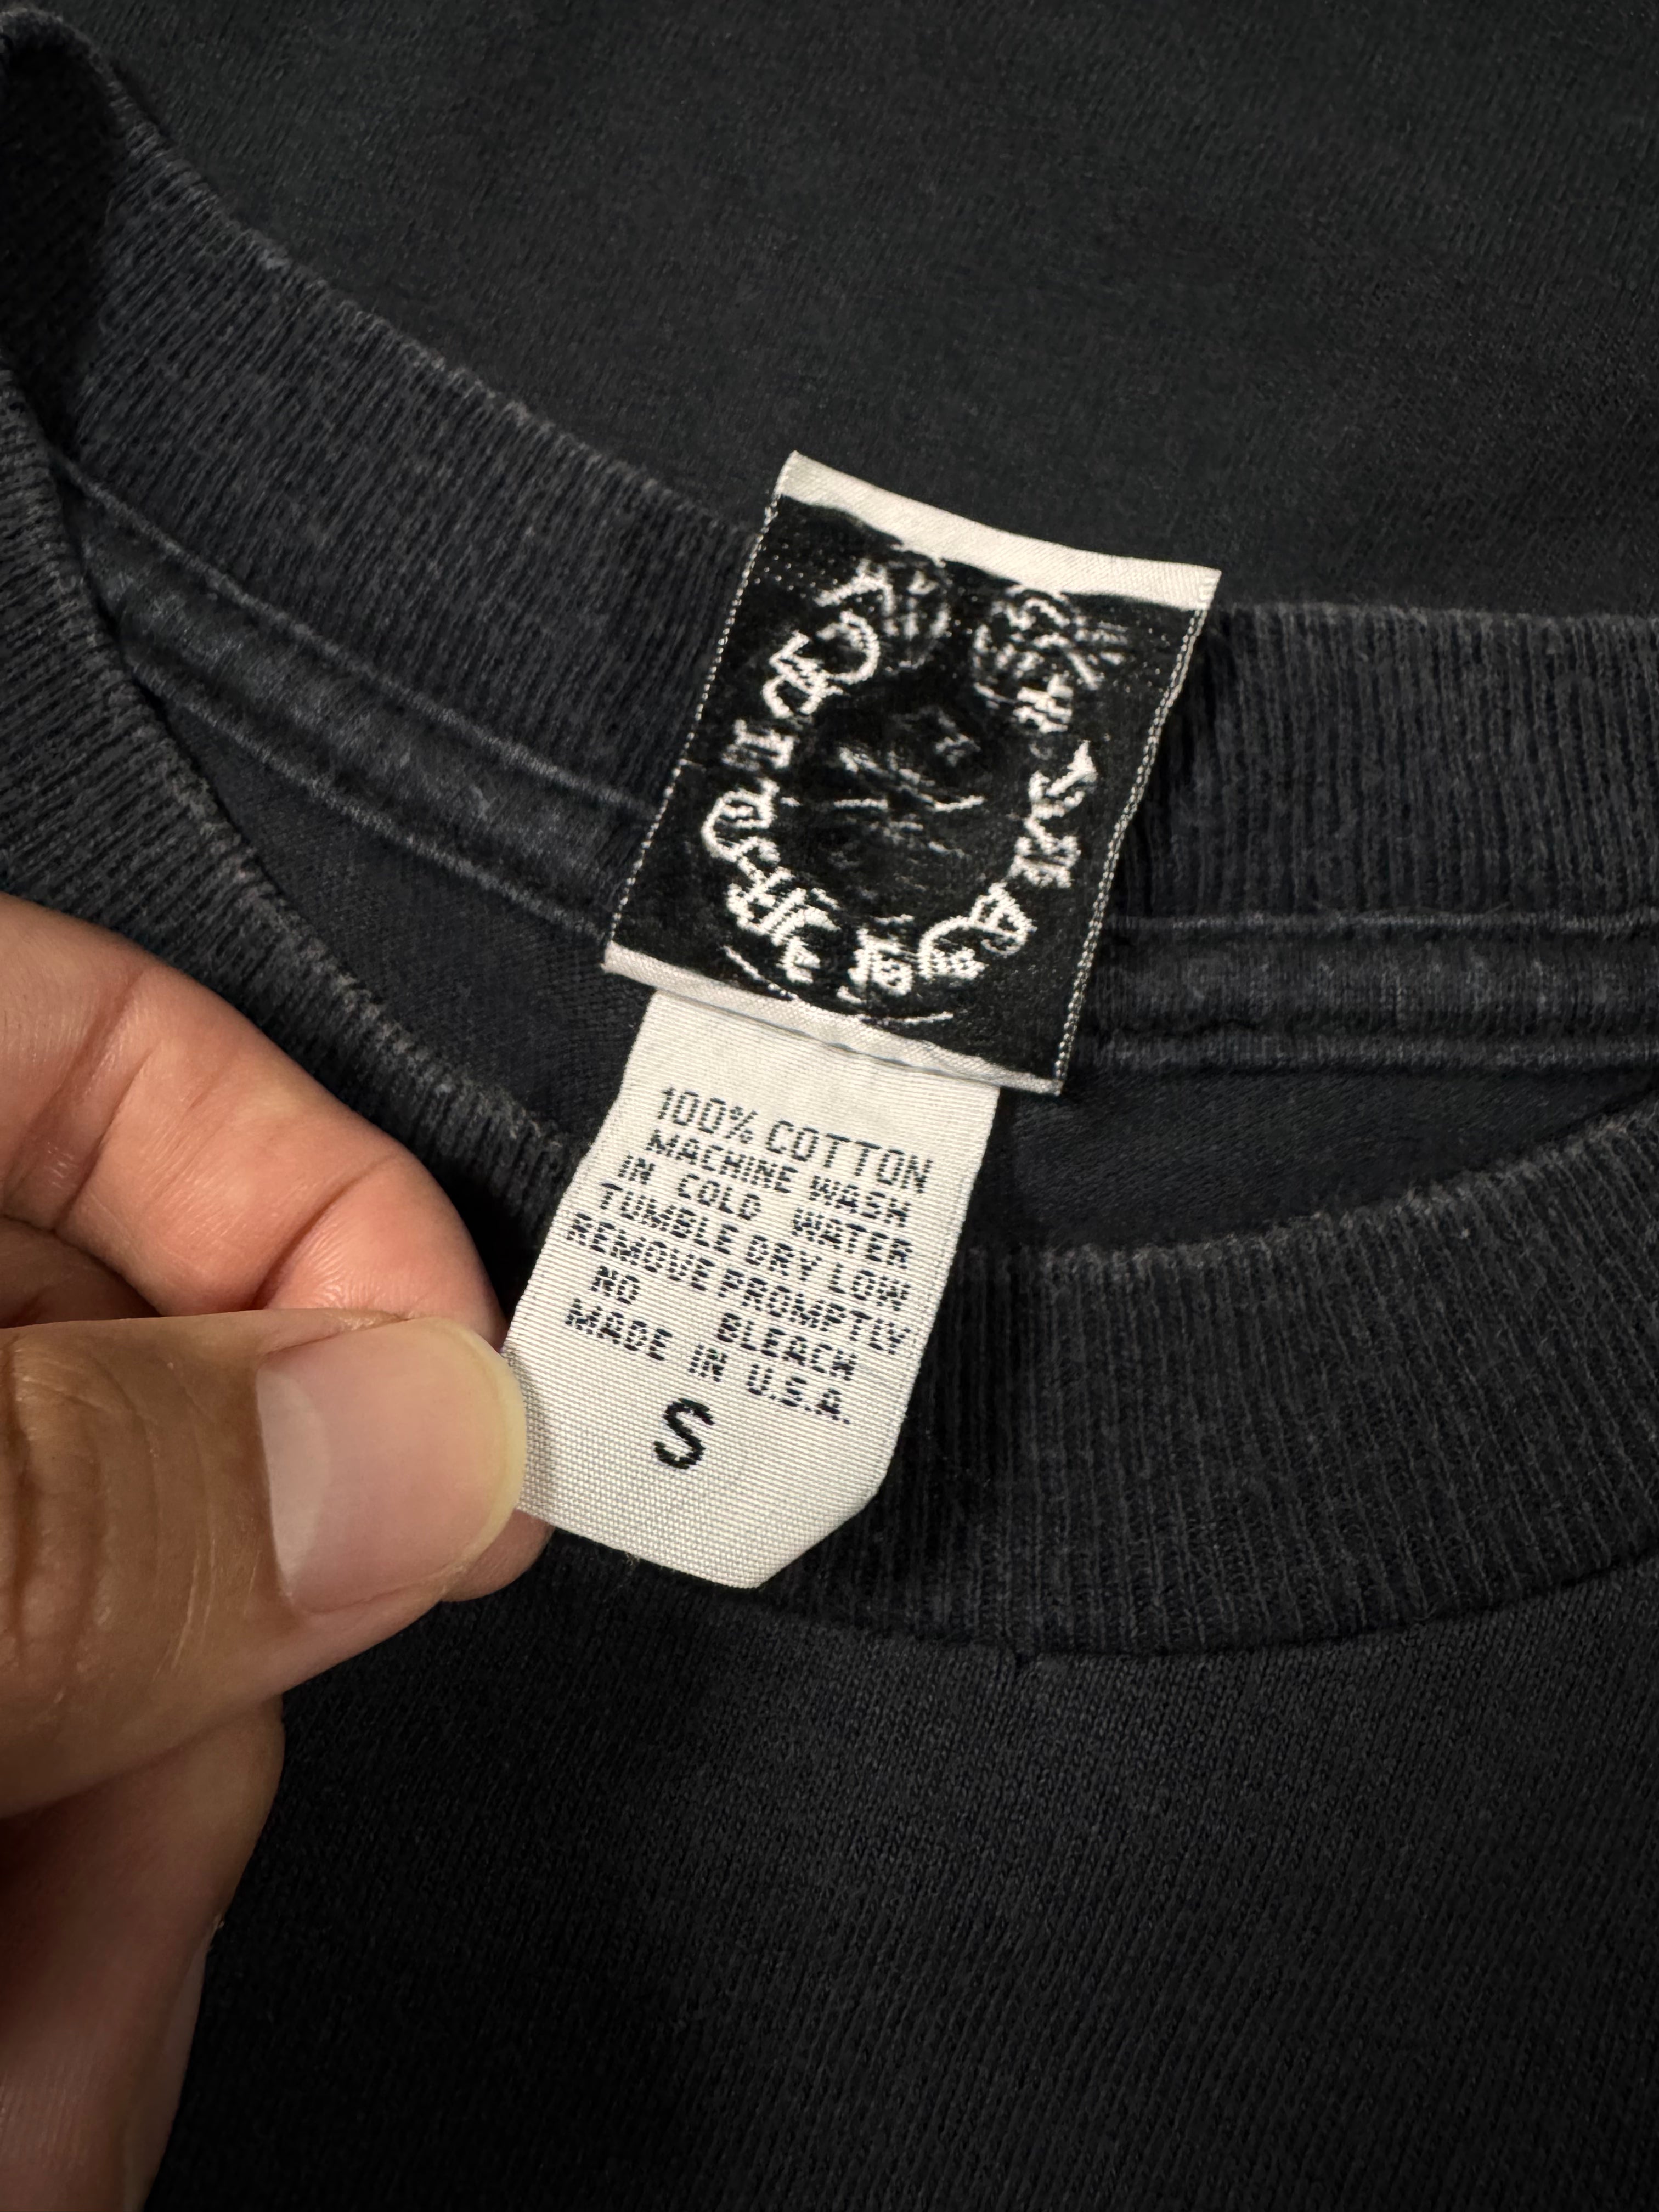 100% COTTON
MACHINE WASH
IN COLD WATER
TUMBLE DRY LOW
REMOVE PROMPTLY
NO BLEACH
MADE IN U.S.A.
S